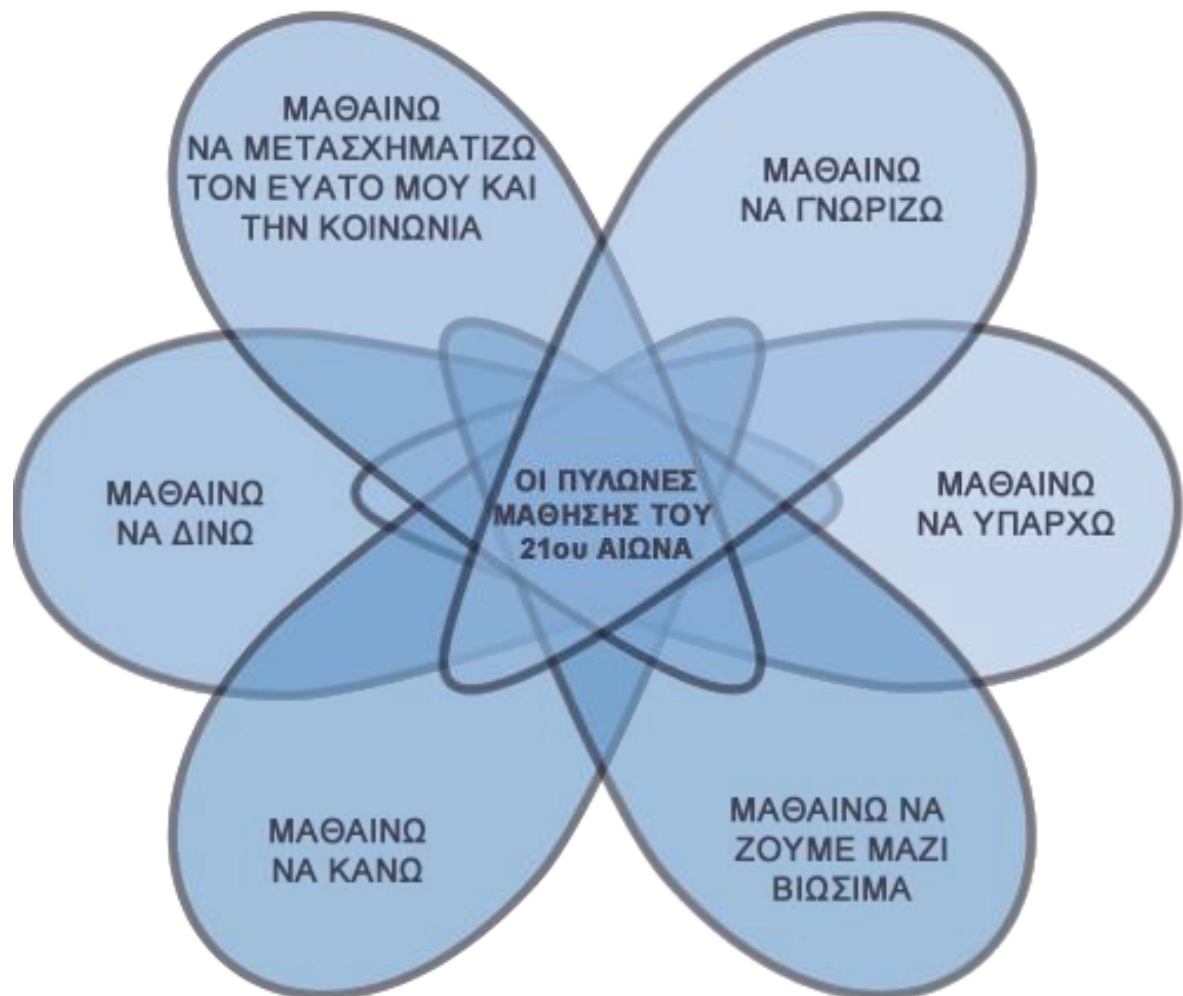 ΜΑΘΑΙΝΩ
ΝΑ ΜΕΤΑΣΧΗΜΑΤΙΖΩ
ΤΟΝ ΕΥΑΤΟ ΜΟΥ ΚΑΙ
ΤΗΝ ΚΟΙΝΩΝΙΑ
ΜΑΘΑΙΝΩ
ΝΑ ΓΝΩΡΙΖΩ
ΜΑΘΑΙΝΩ
ΝΑ ΔΙΝΩ
ΟΙ ΠΥΛΩΝΕΣ
ΜΑΘΗΣΗΣ ΤΟΥ
21ου ΑΙΩΝΑ
ΜΑΘΑΙΝΩ
ΝΑ ΥΠΑΡΧΩ
ΜΑΘΑΙΝΩ
ΝΑ ΚΑΝΩ
ΜΑΘΑΙΝΩ ΝΑ
ΖΟΥΜΕ ΜΑΖΙ
ΒΙΩΣΙΜΑ